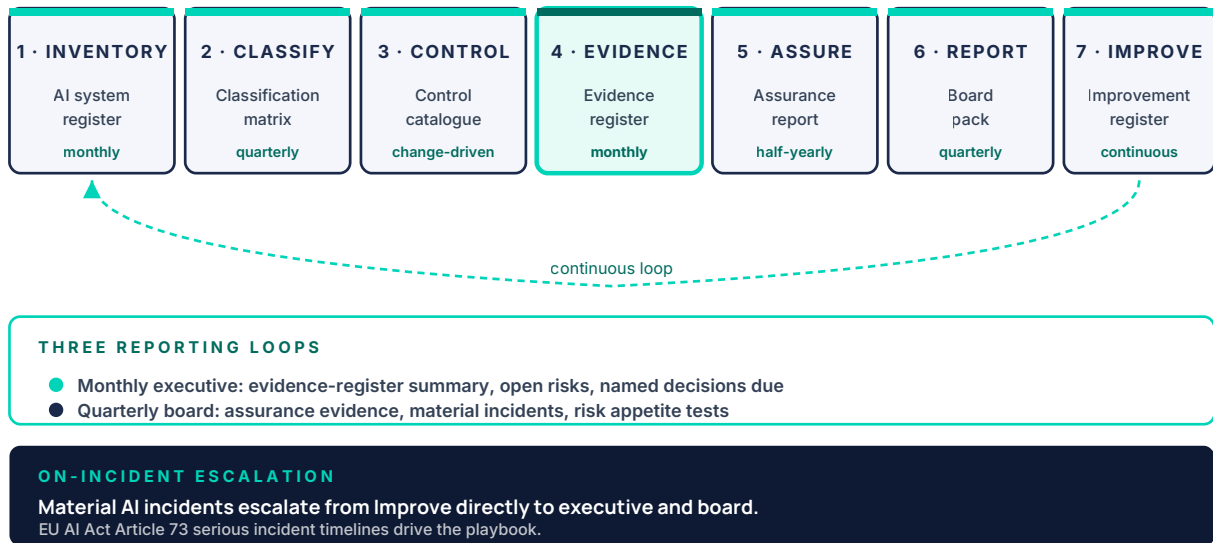 1 · INVENTORY
AI system
register
monthly
2 · CLASSIFY
Classification
matrix
quarterly
3 · CONTROL
Control
catalogue
change-driven
4 · EVIDENCE
Evidence
register
monthly
5 · ASSURE
Assurance
report
half-yearly
6 · REPORT
Board
pack
quarterly
7 · IMPROVE
Improvement
register
continuous
continuous loop
THREE REPORTING LOOPS
Monthly executive: evidence-register summary, open risks, named decisions due
Quarterly board: assurance evidence, material incidents, risk appetite tests
ON-INCIDENT ESCALATION
Material AI incidents escalate from Improve directly to executive and board.
EU AI Act Article 73 serious incident timelines drive the playbook.